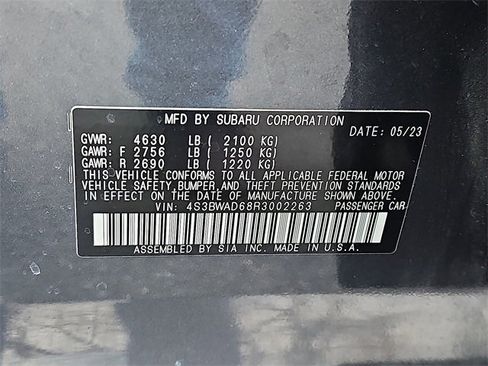 MFD BY SUBARU CORPORATION
DATE: 05/23
GVWR: 4630 LB ( 2100 KG)
GAWR: F 2756 LB ( 1250 KG)
GAWR: R 2690 LB ( 1220 KG)
THIS VEHICLE CONFORMS TO ALL APPLICABLE FEDERAL MOTOR
VEHICLE SAFETY, BUMPER, AND THEFT PREVENTION STANDARDS
IN EFFECT ON THE DATE OF MANUFACTURE SHOWN ABOVE.
VIN: 4S3BWAD68R3002263 PASSENGER CAR
ASSEMBLED BY SIA INC. IN U.S.A.